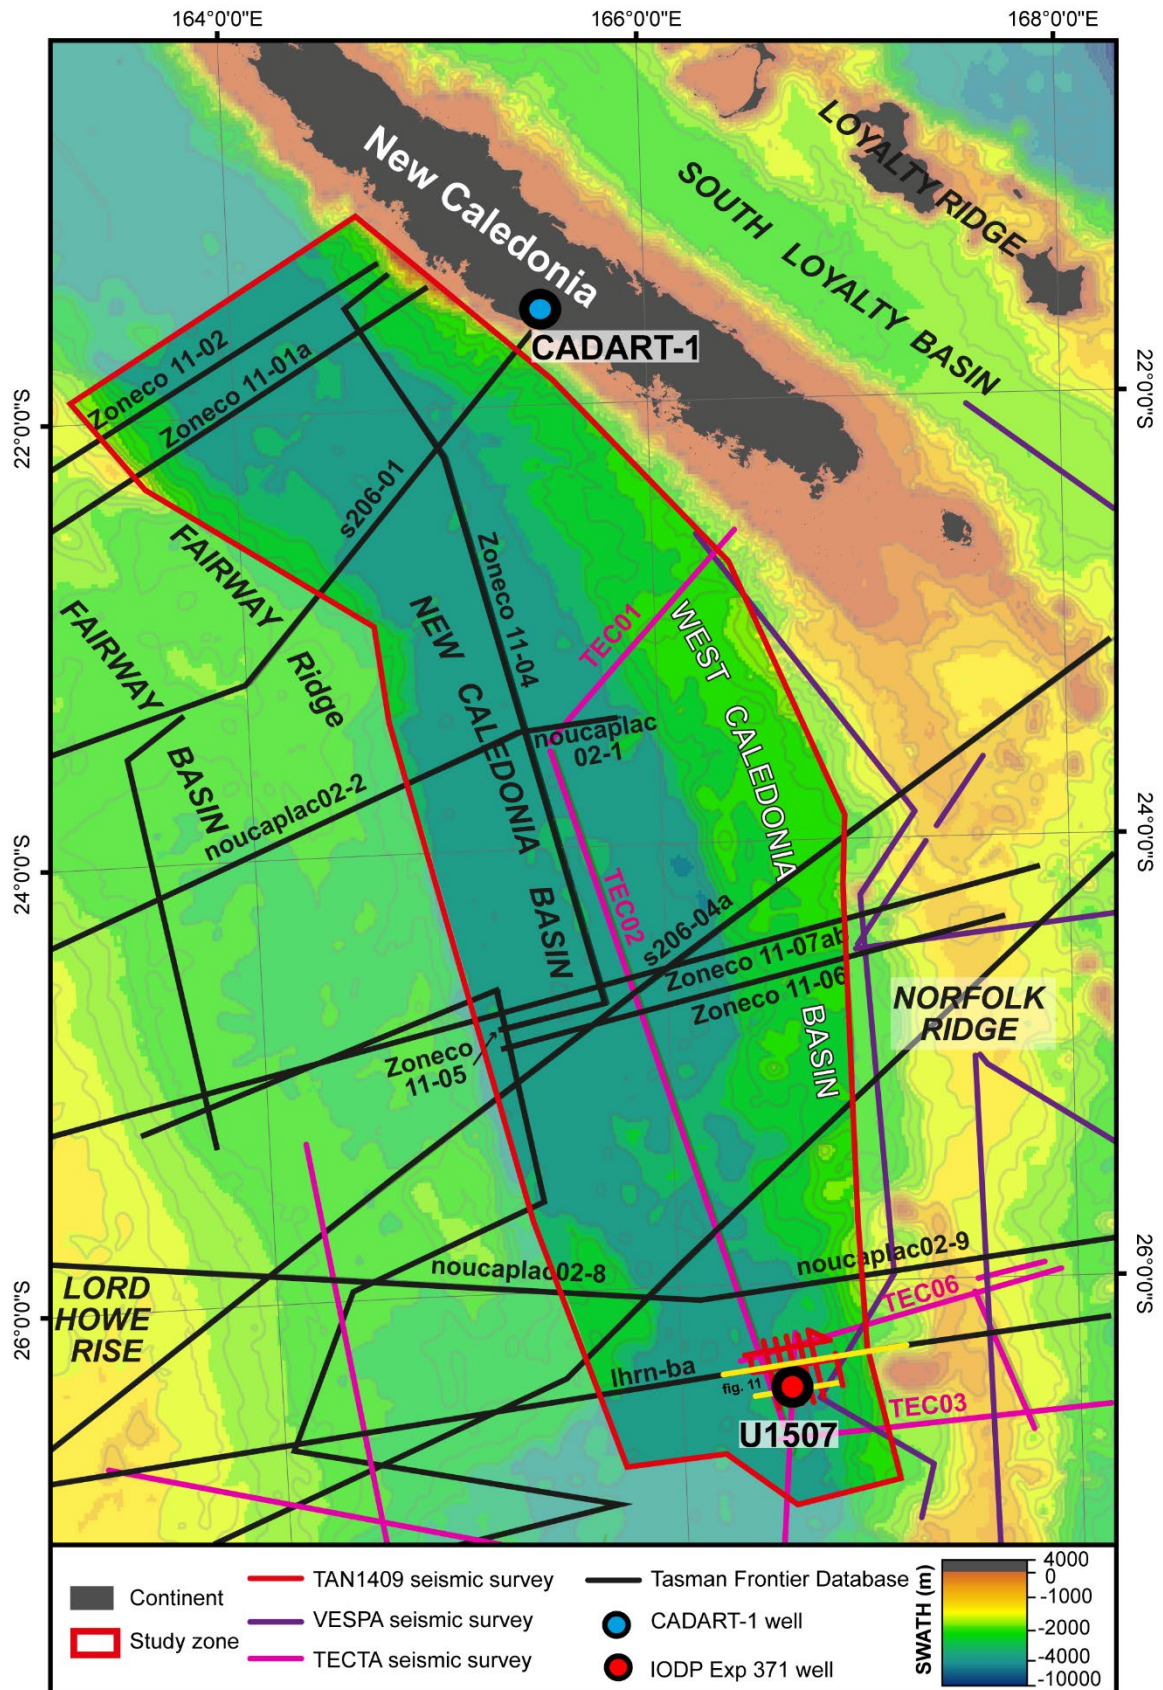 164°0'0"E
166°0'0"E
168°0'0"E
22°0'0"S
24°0'0"S
26°0'0"S
22°0'0"S
24°0'0"S
26°0'0"S
New Caledonia
LOYALTY RIDGE
SOUTH LOYALTY BASIN
CADART-1
Zoneco 11-02
Zoneco 11-01a
s206-01
FAIRWAY
Ridge
FAIRWAY
BASIN
Zoneco 11-04
NEW CALEDONIA BASIN
TEC01
WEST CALEDONIA BASIN
noucaplac
02-1
noucaplac02-2
TEC02
s206-04a
Zoneco 11-07ab
Zoneco 11-06
Zoneco
11-05
NORFOLK
RIDGE
LORD
HOWE
RISE
noucaplac02-8
noucaplac02-9
TEC06
lhrn-ba
fig. 11
U1507
TEC03
Continent
Study zone
TAN1409 seismic survey
VESPA seismic survey
TECTA seismic survey
Tasman Frontier Database
CADART-1 well
IODP Exp 371 well
SWATH (m)
4000
0
-1000
-2000
-4000
-10000